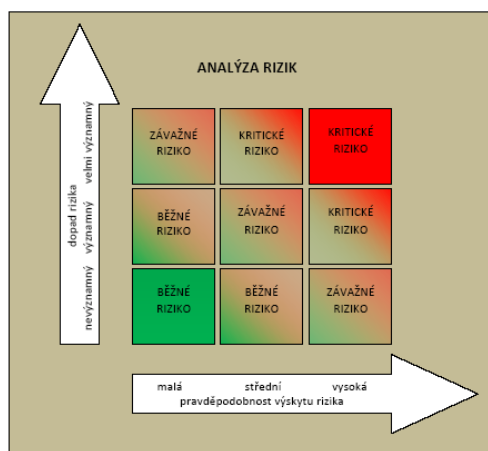 ANALÝZA RIZIK
velmi významný
významný
nevýznamný
dopad rizika
ZÁVAŽNÉ
RIZIKO
KRITICKÉ
RIZIKO
KRITICKÉ
RIZIKO
BĚŽNÉ
RIZIKO
ZÁVAŽNÉ
RIZIKO
KRITICKÉ
RIZIKO
BĚŽNÉ
RIZIKO
BĚŽNÉ
RIZIKO
ZÁVAŽNÉ
RIZIKO
malá střední vysoká
pravděpodobnost výskytu rizika